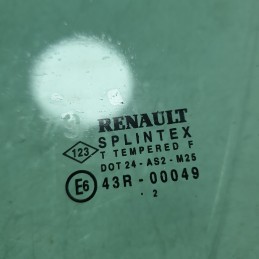 RENAULT
SPLINTEX
123 T TEMPERED F
DOT 24-AS2-M25
E6 43R-00049
. 2